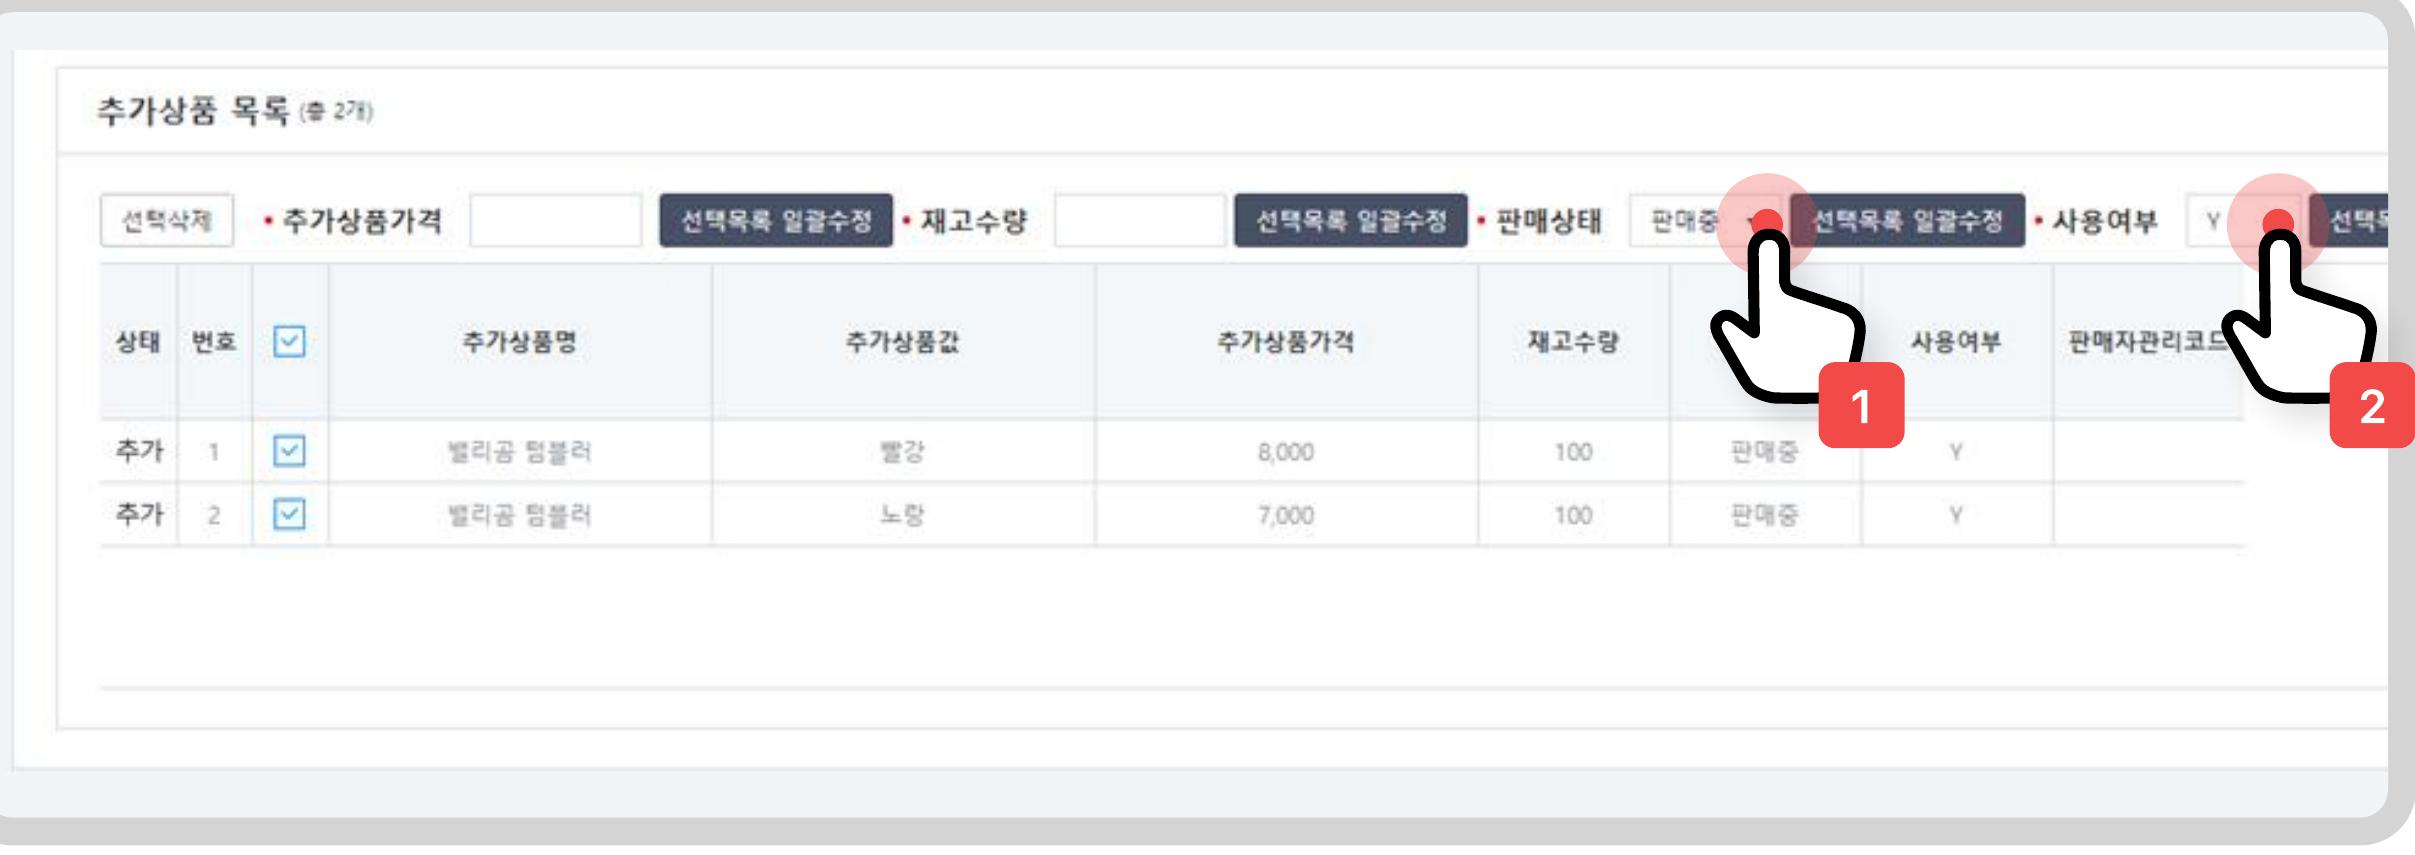 추가상품 목록 (총 2개)
선택삭제 • 추가상품가격 선택목록 일괄수정 • 재고수량 선택목록 일괄수정 • 판매상태 판매중 선택목록 일괄수정 • 사용여부 Y 선택목
상태 번호 추가상품명 추가상품값 추가상품가격 재고수량 사용여부 판매자관리코드
1 2
추가 1 밸리곰 텀블러 빨강 8,000 100 판매중 Y
추가 2 밸리곰 텀블러 노랑 7,000 100 판매중 Y